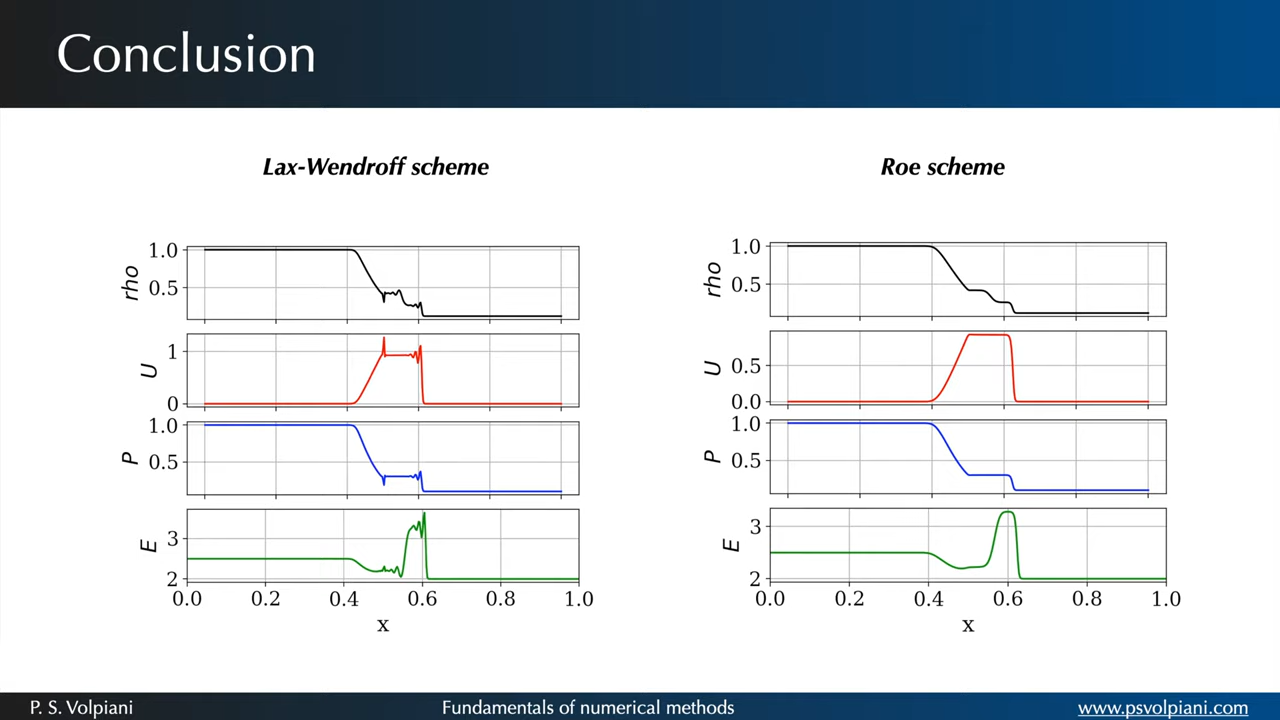 Conclusion
Lax-Wendroff scheme
1.0
0.5
rho
1
0
U
1.0
0.5
P
3
2
E
0.0 0.2 0.4 0.6 0.8 1.0
x
Roe scheme
1.0
0.5
rho
0.5
0.0
U
1.0
0.5
P
3
2
E
0.0 0.2 0.4 0.6 0.8 1.0
x
P. S. Volpiani
Fundamentals of numerical methods
www.psvolpiani.com